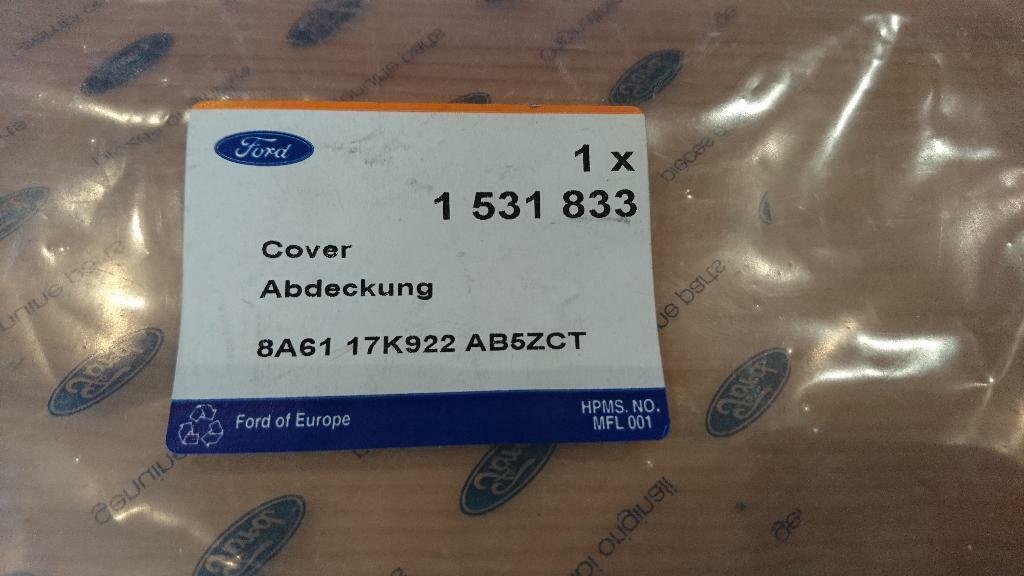 Ford
1 x
1 531 833
Cover
Abdeckung
8A61 17K922 AB5ZCT
Ford of Europe
HPMS. NO.
MFL 001